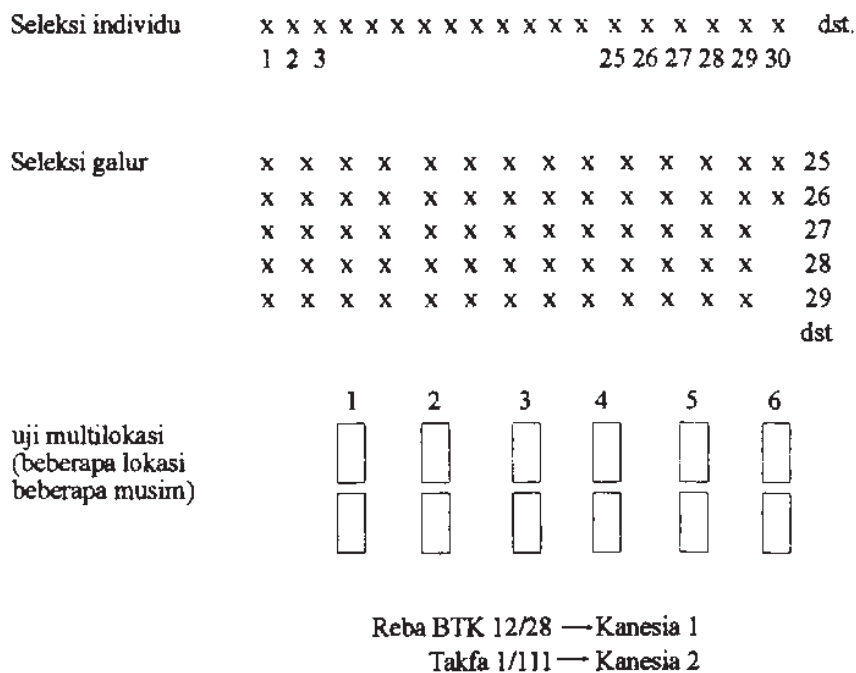 Seleksi individu x x x x x x x x x x x x x x x x x x x dst.
1 2 3 25 26 27 28 29 30
Seleksi galur x x x x x x x x x x x x x x 25
x x x x x x x x x x x x x x 26
x x x x x x x x x x x x x 27
x x x x x x x x x x x x x 28
x x x x x x x x x x x x x 29
dst
1 2 3 4 5 6
uji multilokasi
(beberapa lokasi
beberapa musim)
Reba BTK 12/28 → Kanesia 1
Takfa 1/111 → Kanesia 2